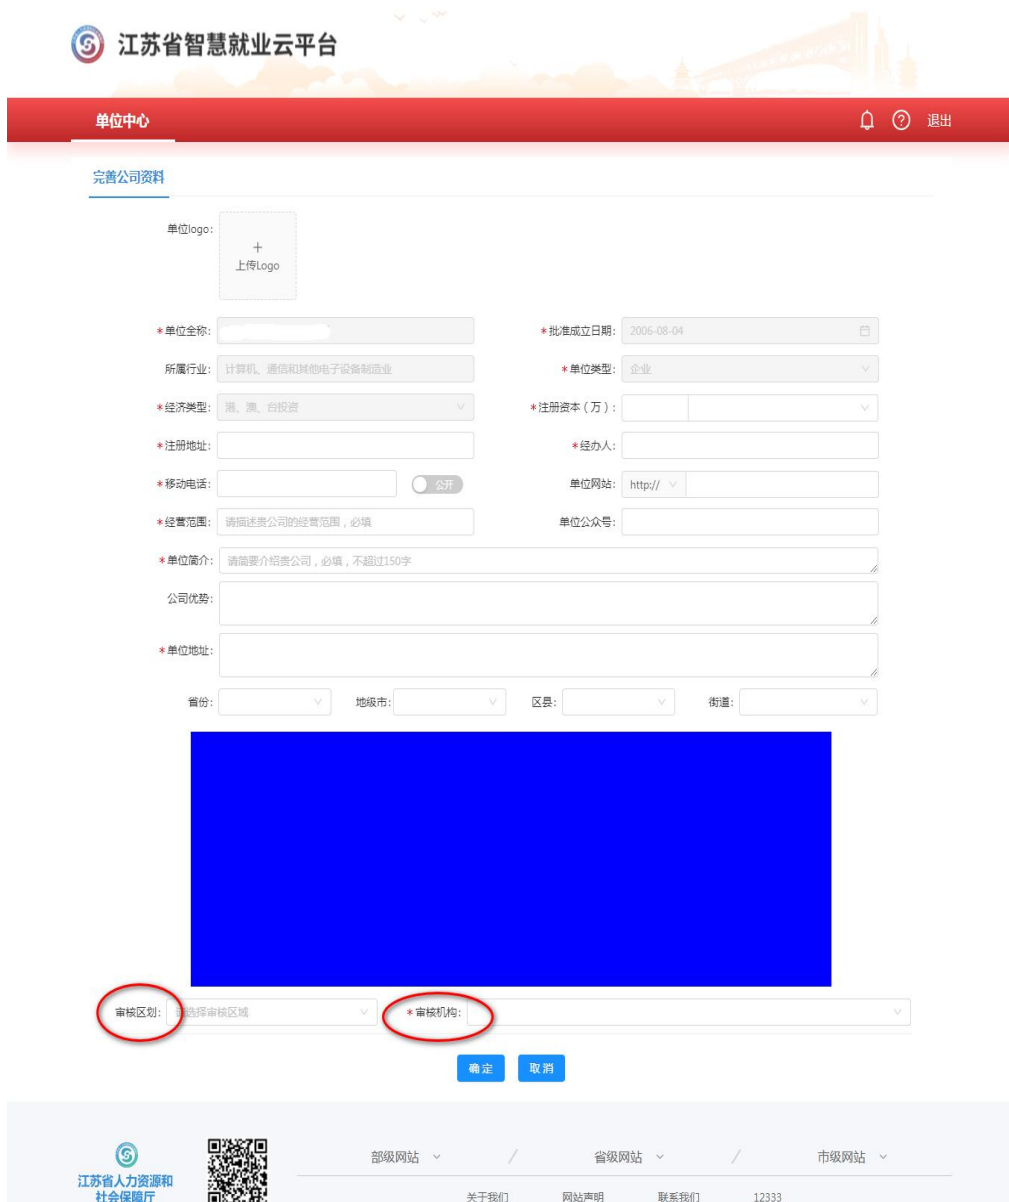 江苏省智慧就业云平台
单位中心 退出
完善公司资料
单位logo:
+
上传Logo
*单位全称: *批准成立日期: 2006-08-04
所属行业: 计算机、通信和其他电子设备制造业 *单位类型: 企业
*经济类型: 港、澳、台投资 *注册资本(万):
*注册地址: *经办人:
*移动电话: 公开 单位网站: http://
*经营范围: 请描述贵公司的经营范围,必填 单位公众号:
*单位简介: 请简要介绍贵公司,必填,不超过150字
公司优势:
*单位地址:
省份: 地级市: 区县: 街道:
审核区划: 请选择审核区域 *审核机构:
确定 取消
部级网站 / 省级网站 / 市级网站
江苏省人力资源和
社会保障厅
关于我们 网站声明 联系我们 12333